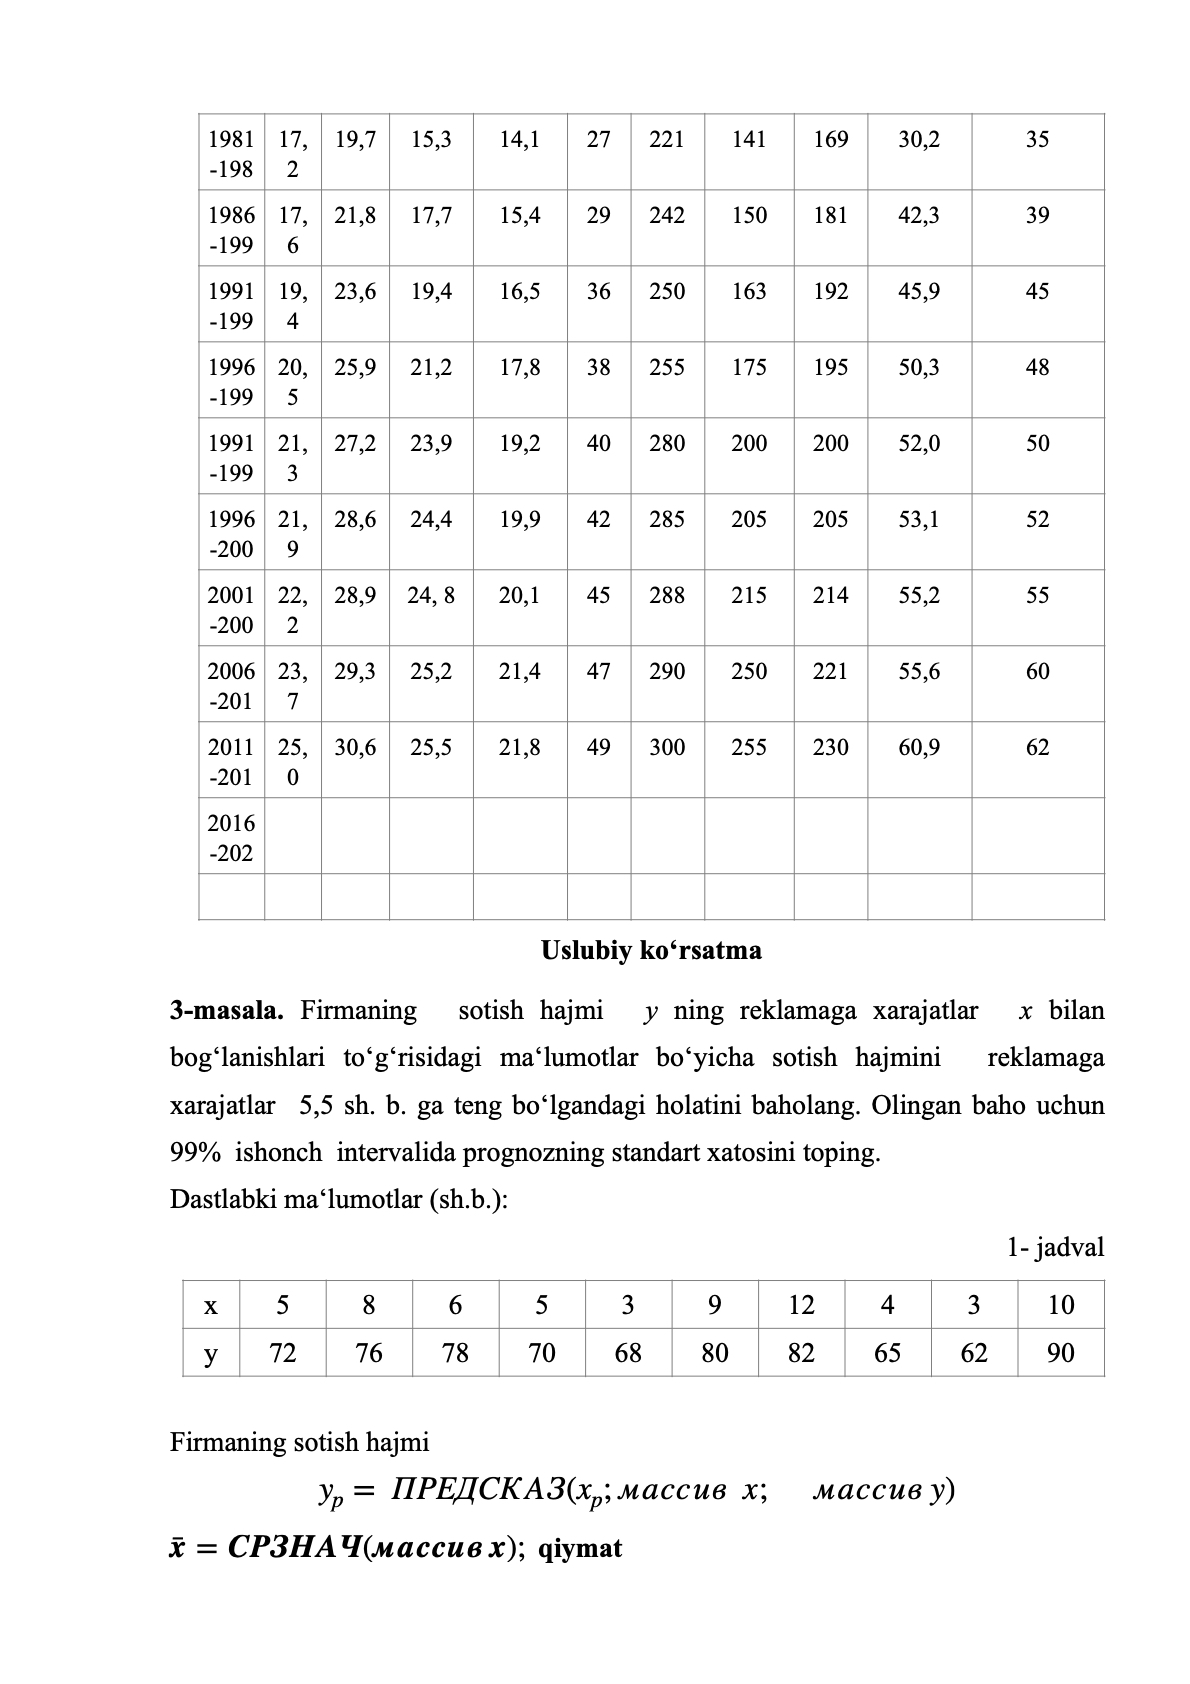 1981 17, 19,7 15,3 14,1 27 221 141 169 30,2 35
-198 2
1986 17, 21,8 17,7 15,4 29 242 150 181 42,3 39
-199 6
1991 19, 23,6 19,4 16,5 36 250 163 192 45,9 45
-199 4
1996 20, 25,9 21,2 17,8 38 255 175 195 50,3 48
-199 5
1991 21, 27,2 23,9 19,2 40 280 200 200 52,0 50
-199 3
1996 21, 28,6 24,4 19,9 42 285 205 205 53,1 52
-200 9
2001 22, 28,9 24, 8 20,1 45 288 215 214 55,2 55
-200 2
2006 23, 29,3 25,2 21,4 47 290 250 221 55,6 60
-201 7
2011 25, 30,6 25,5 21,8 49 300 255 230 60,9 62
-201 0
2016
-202
Uslubiy ko‘rsatma
3-masala. Firmaning sotish hajmi y ning reklamaga xarajatlar x bilan
bog‘lanishlari to‘g‘risidagi ma‘lumotlar bo‘yicha sotish hajmini reklamaga
xarajatlar 5,5 sh. b. ga teng bo‘lgandagi holatini baholang. Olingan baho uchun
99% ishonch intervalida prognozning standart xatosini toping.
Dastlabki ma‘lumotlar (sh.b.):
1- jadval
x 5 8 6 5 3 9 12 4 3 10
y 72 76 78 70 68 80 82 65 62 90
Firmaning sotish hajmi
yₚ = ПРЕДСКАЗ(xₚ; массив x; массив y)
x̄ = СРЗНАЧ(массив x); qiymat